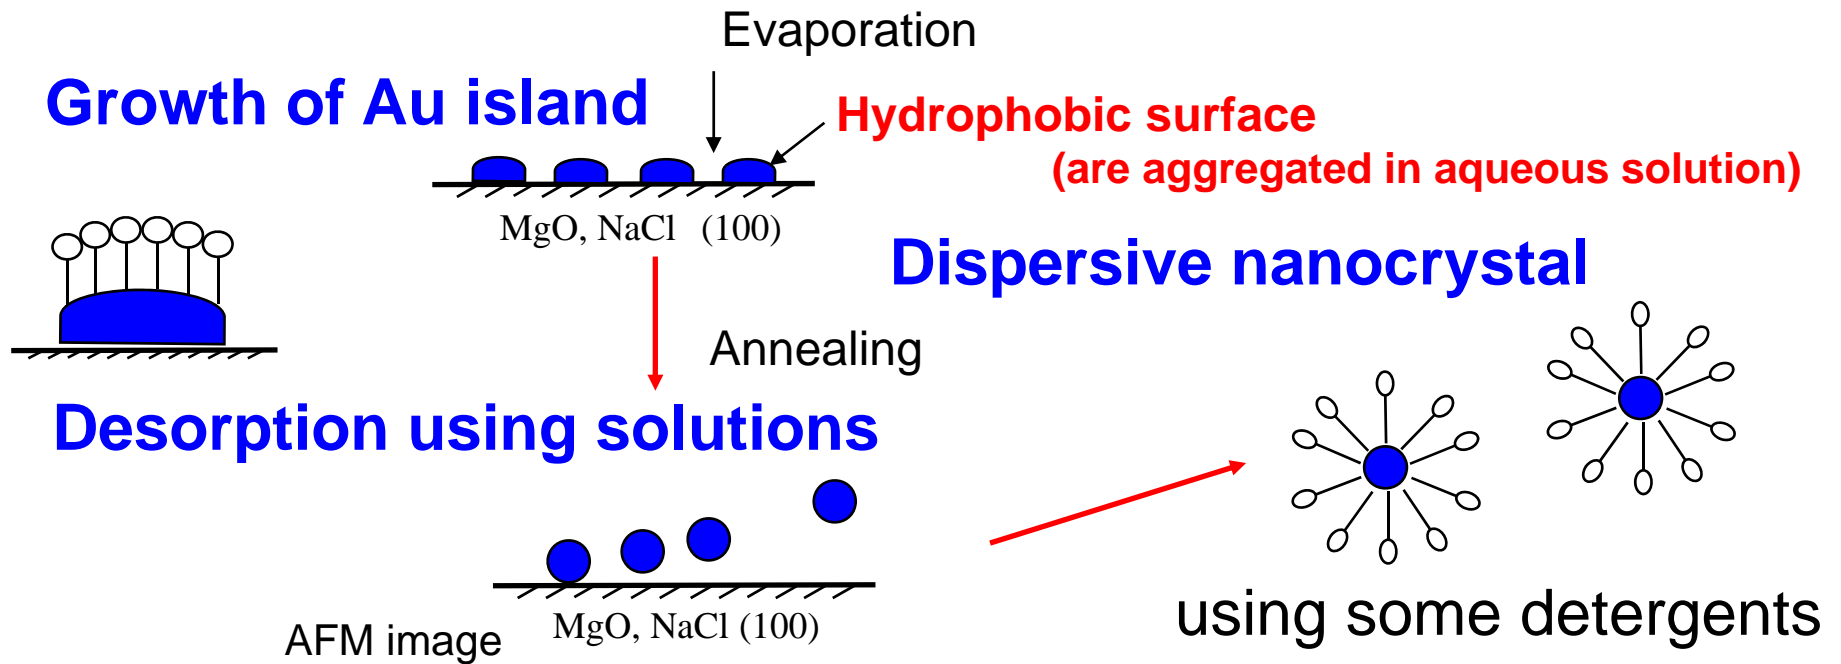 Evaporation
Growth of Au island
Hydrophobic surface
(are aggregated in aqueous solution)
MgO, NaCl (100)
Dispersive nanocrystal
Annealing
Desorption using solutions
MgO, NaCl (100)
using some detergents
AFM image